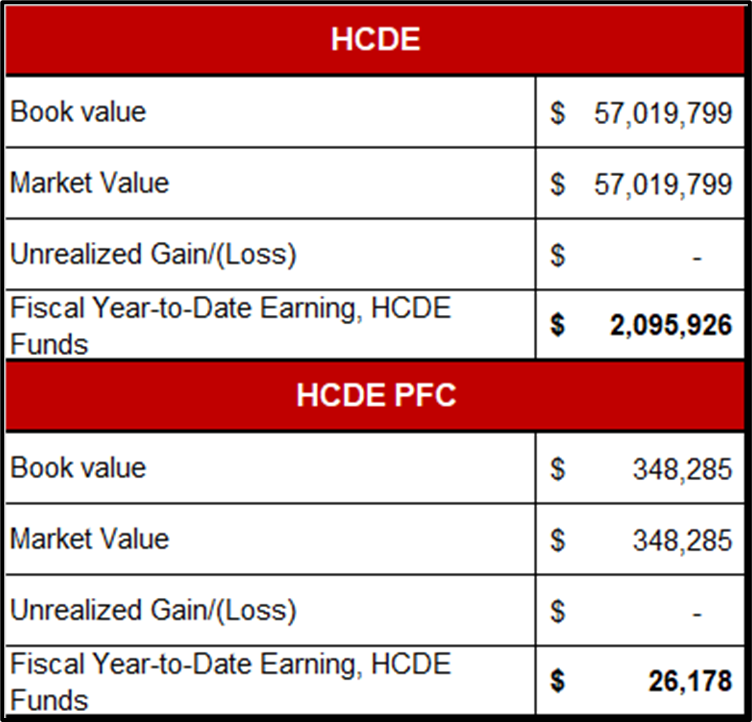 HCDE
Book value $ 57,019,799
Market Value $ 57,019,799
Unrealized Gain/(Loss) $ -
Fiscal Year-to-Date Earning, HCDE
Funds $ 2,095,926
HCDE PFC
Book value $ 348,285
Market Value $ 348,285
Unrealized Gain/(Loss) $ -
Fiscal Year-to-Date Earning, HCDE
Funds $ 26,178